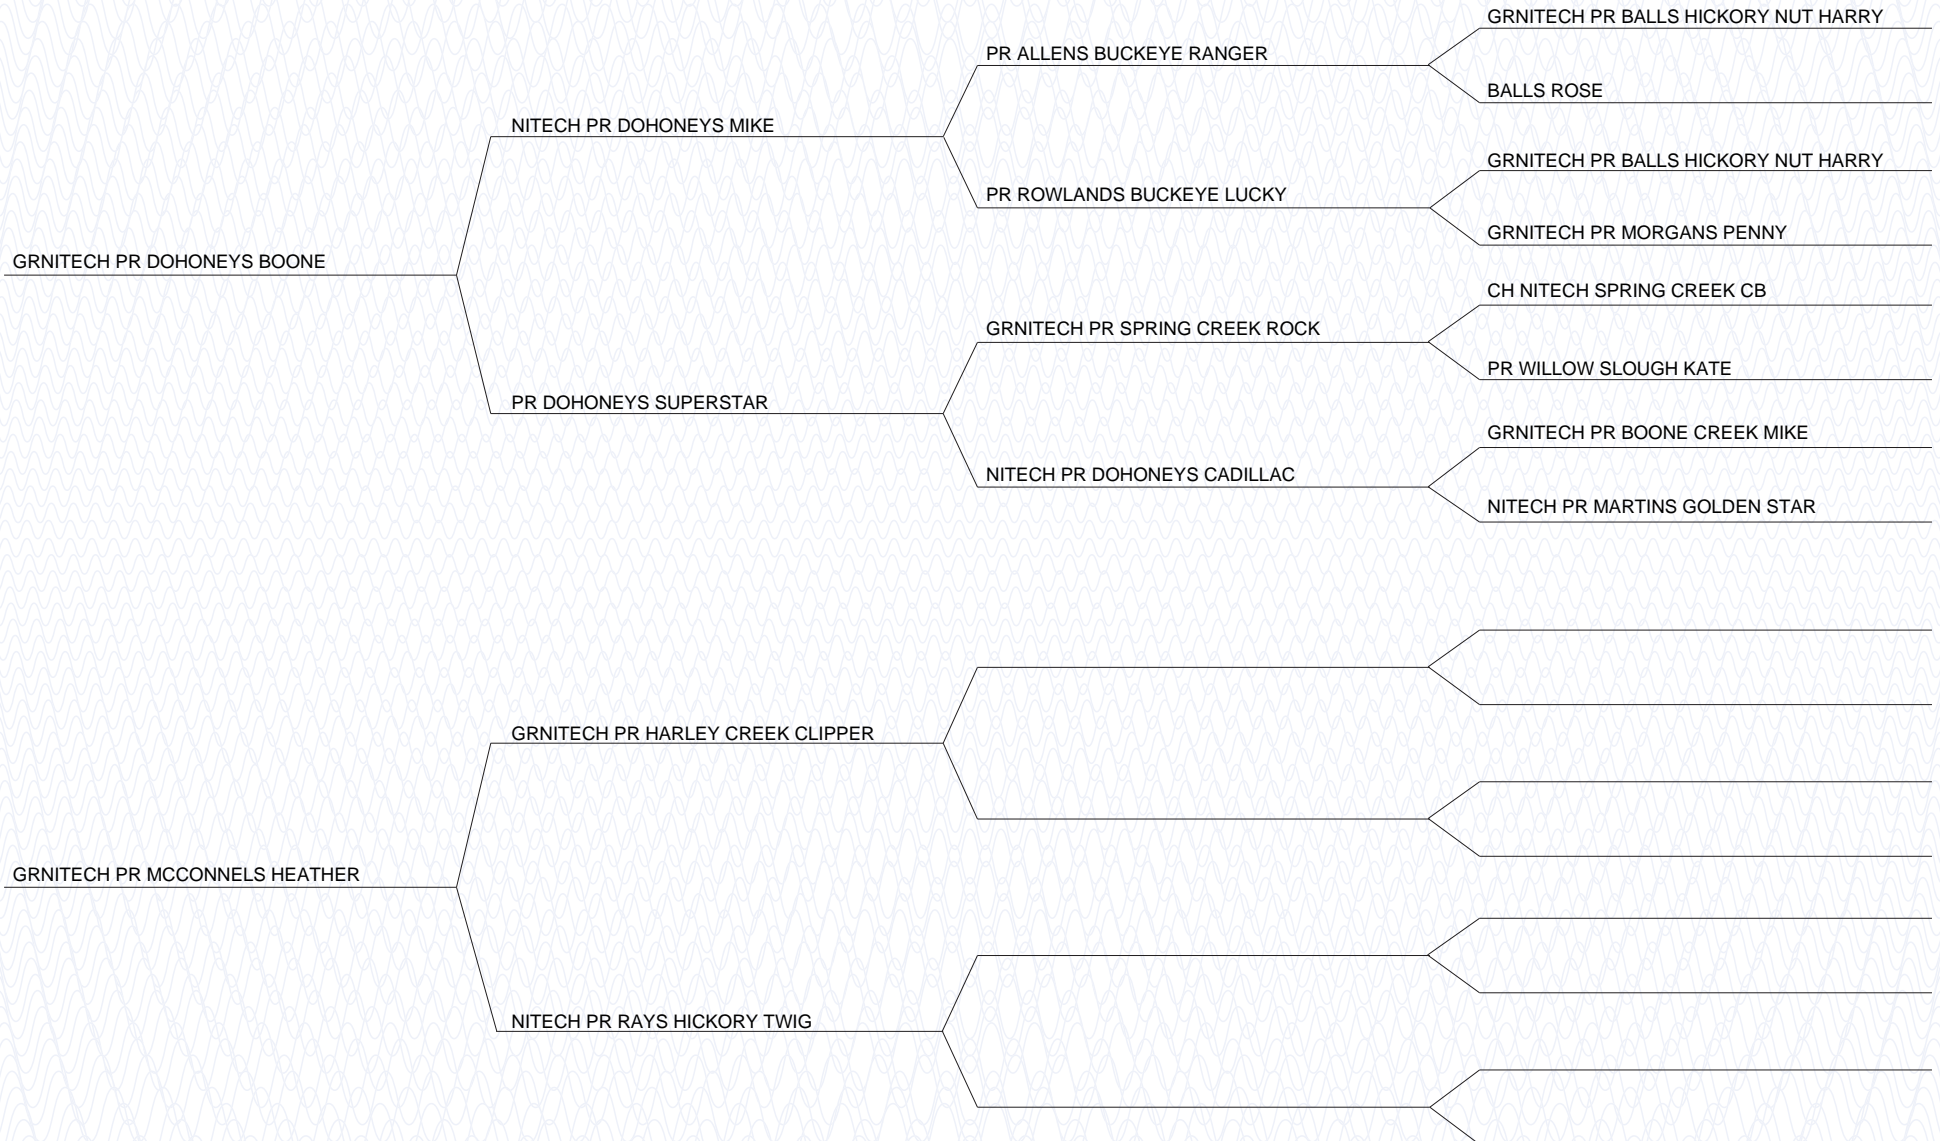 GRNITECH PR BALLS HICKORY NUT HARRY
PR ALLENS BUCKEYE RANGER
BALLS ROSE
NITECH PR DOHONEYS MIKE
GRNITECH PR BALLS HICKORY NUT HARRY
PR ROWLANDS BUCKEYE LUCKY
GRNITECH PR MORGANS PENNY
GRNITECH PR DOHONEYS BOONE
CH NITECH SPRING CREEK CB
GRNITECH PR SPRING CREEK ROCK
PR WILLOW SLOUGH KATE
PR DOHONEYS SUPERSTAR
GRNITECH PR BOONE CREEK MIKE
NITECH PR DOHONEYS CADILLAC
NITECH PR MARTINS GOLDEN STAR
GRNITECH PR HARLEY CREEK CLIPPER
GRNITECH PR MCCONNELS HEATHER
NITECH PR RAYS HICKORY TWIG